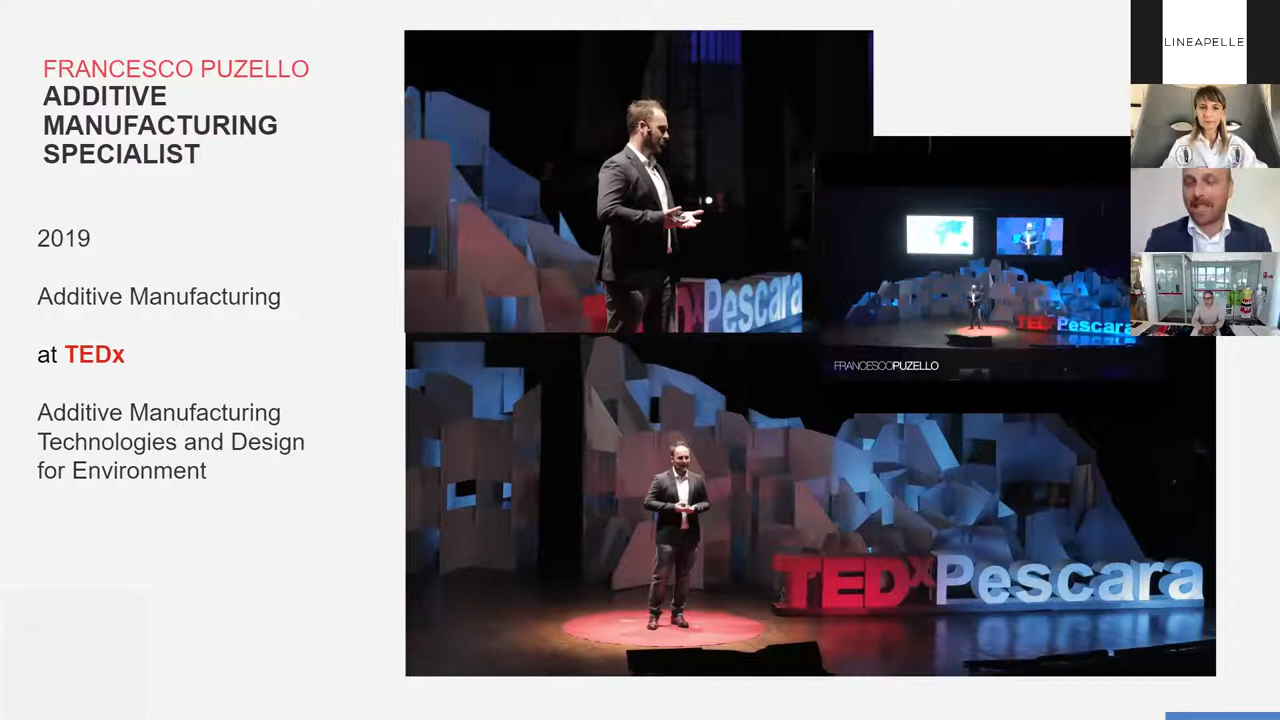 FRANCESCO PUZELLO
ADDITIVE
MANUFACTURING
SPECIALIST
2019
Additive Manufacturing
at TEDx
Additive Manufacturing
Technologies and Design
for Environment
Pescara
TEDxPescara
FRANCESCOPUZELLO
TEDxPescara
LINEAPELLE